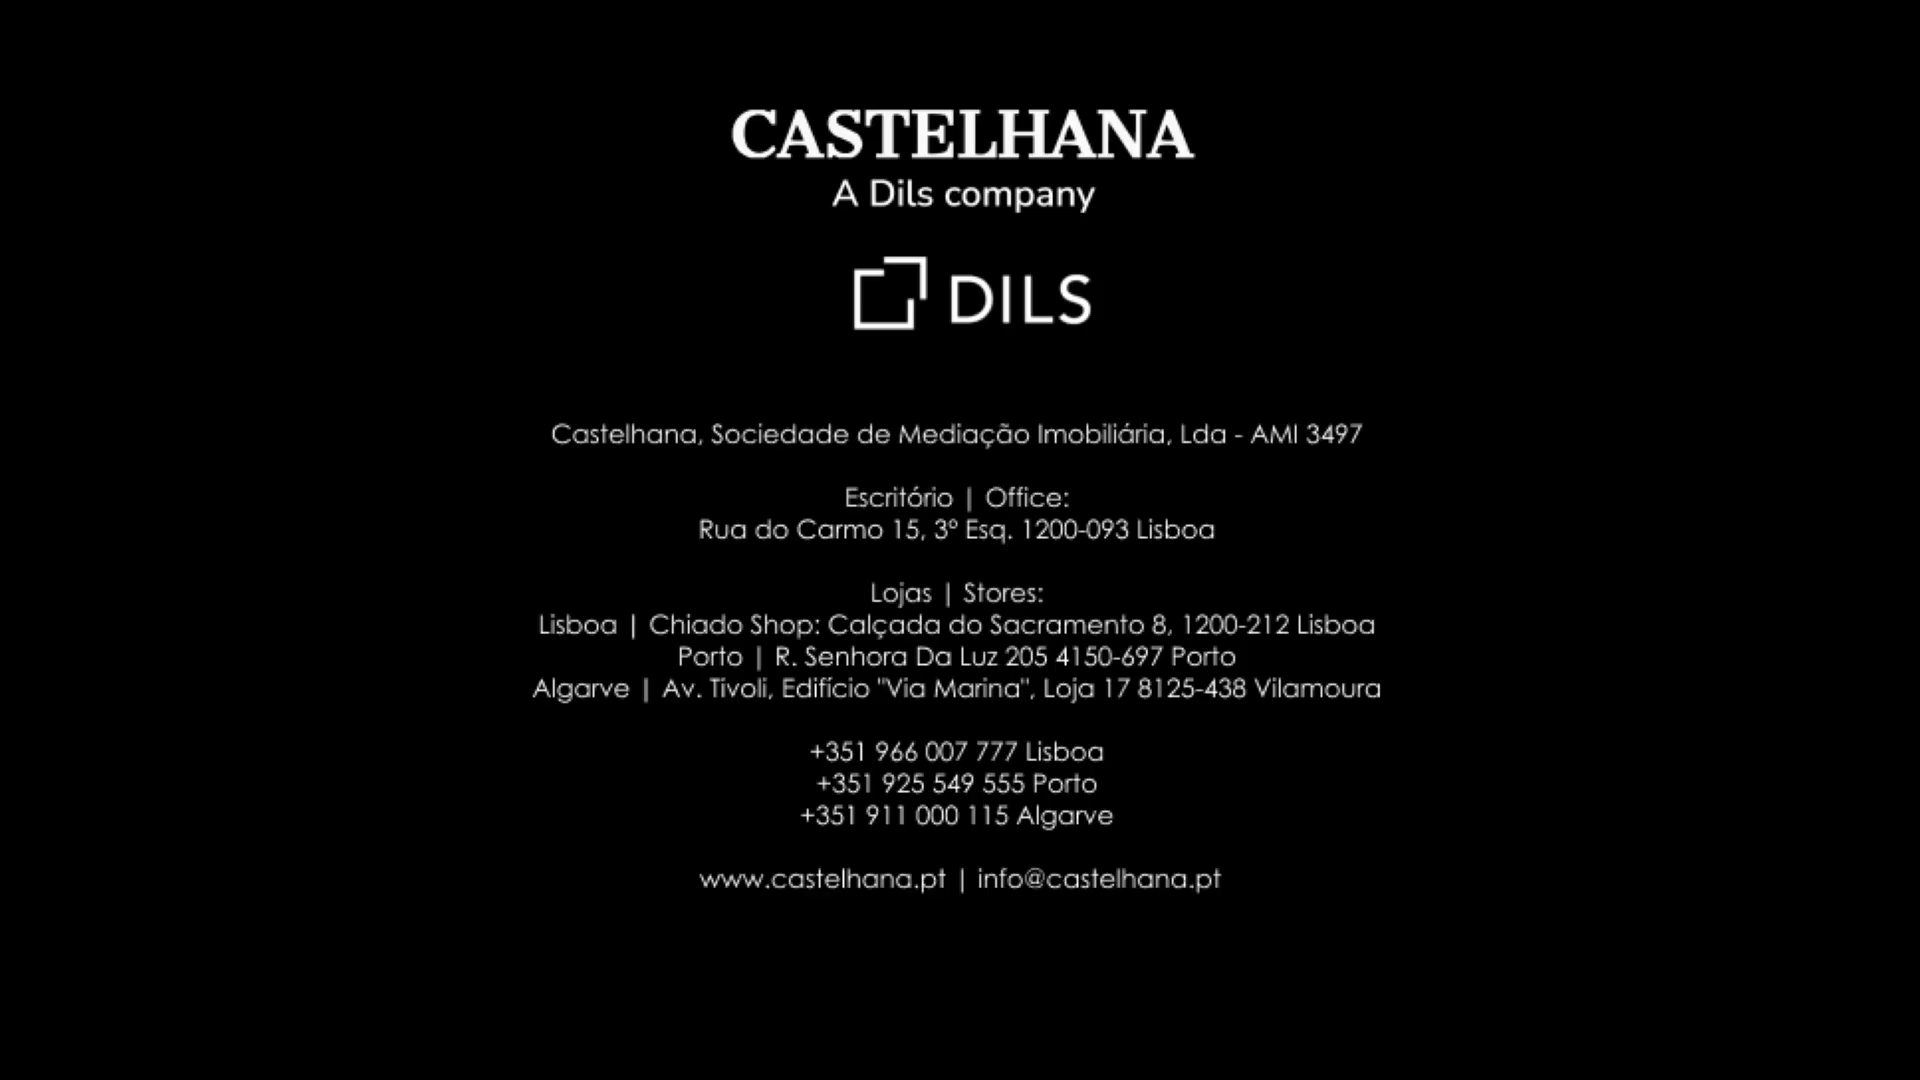 CASTELHANA
A Dils company
DILS
Castelhana, Sociedade de Mediação Imobiliária, Lda - AMI 3497
Escritório | Office:
Rua do Carmo 15, 3º Esq. 1200-093 Lisboa
Lojas | Stores:
Lisboa | Chiado Shop: Calçada do Sacramento 8, 1200-212 Lisboa
Porto | R. Senhora Da Luz 205 4150-697 Porto
Algarve | Av. Tivoli, Edifício "Via Marina", Loja 17 8125-438 Vilamoura
+351 966 007 777 Lisboa
+351 925 549 555 Porto
+351 911 000 115 Algarve
www.castelhana.pt | info@castelhana.pt